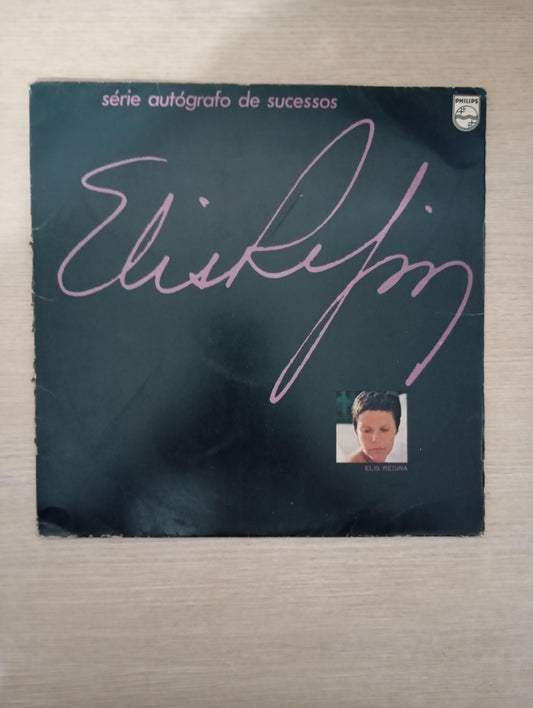 série autógrafo de sucessos
PHILIPS
Elis Regina
ELIS REGINA